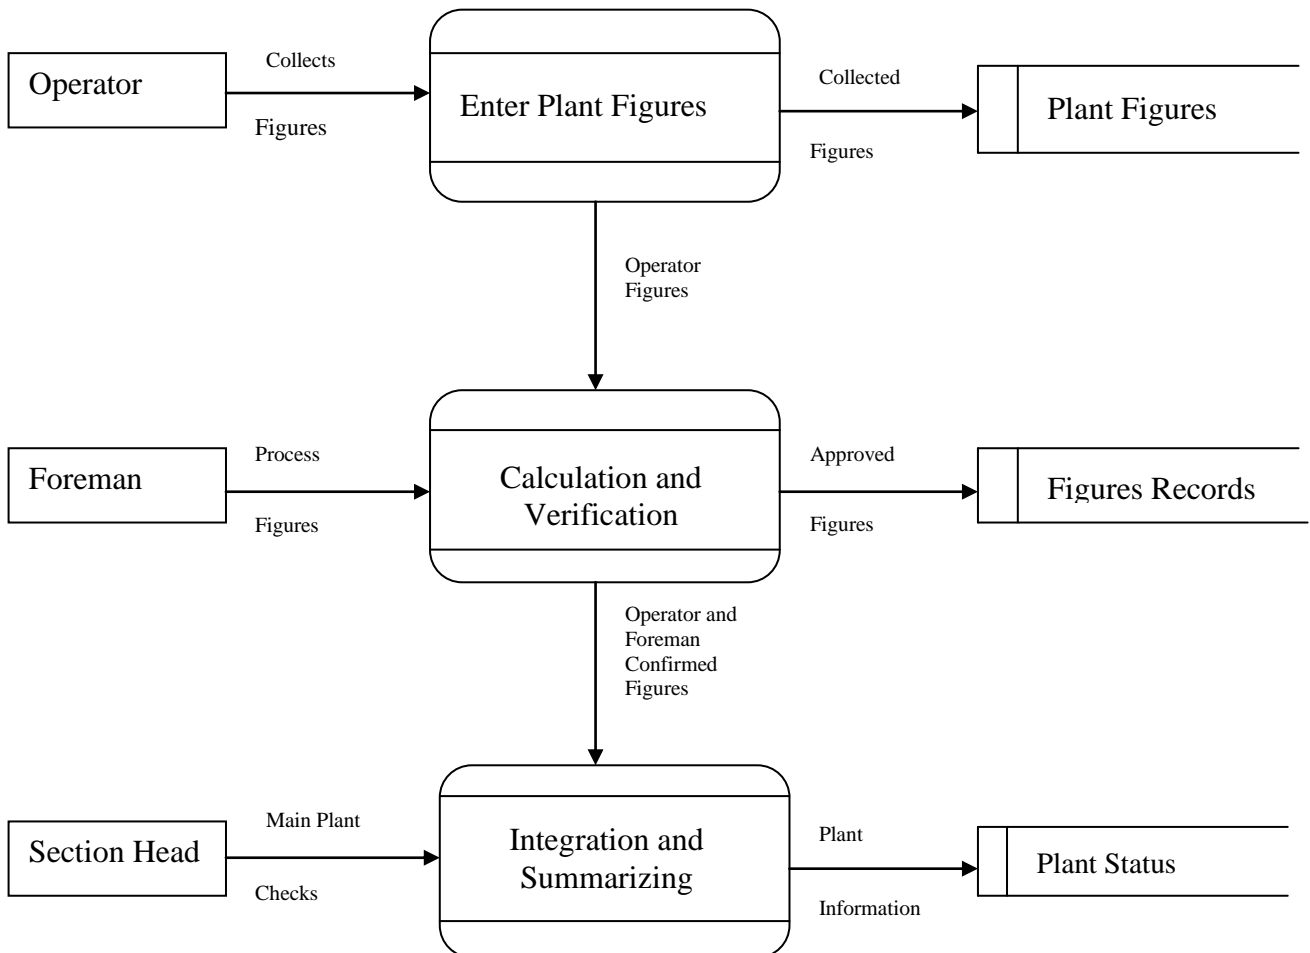 Operator
Collects
Figures
Enter Plant Figures
Collected
Figures
Plant Figures
Operator
Figures
Foreman
Process
Figures
Calculation and
Verification
Approved
Figures
Figures Records
Operator and
Foreman
Confirmed
Figures
Section Head
Main Plant
Checks
Integration and
Summarizing
Plant
Information
Plant Status